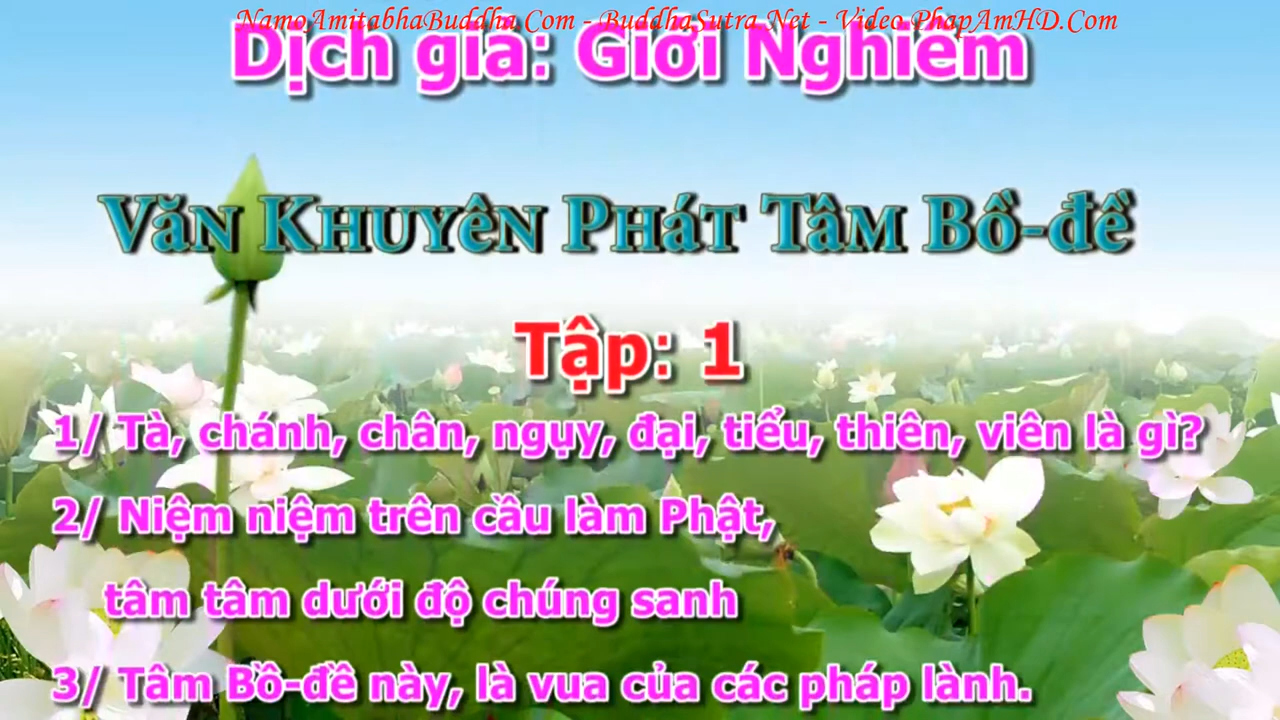 NamoAmitabhaBuddha.Com - BuddhaSutra.Net - Video.PhapAmHD.Com
Dịch giả: Giới Nghiêm
Văn Khuyên Phát Tâm Bồ-đề
Tập: 1
1/ Tà, chánh, chân, ngụy, đại, tiểu, thiên, viên là gì?
2/ Niệm niệm trên cầu làm Phật,
tâm tâm dưới độ chúng sanh
3/ Tâm Bồ-đề này, là vua của các pháp lành.